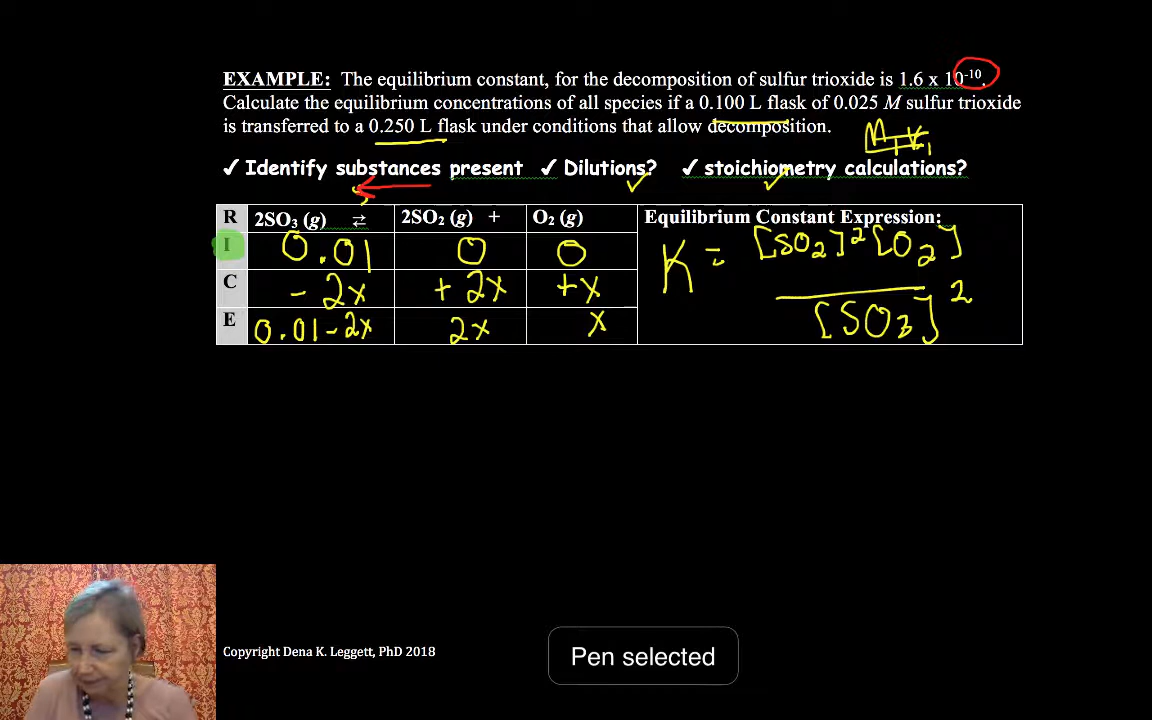 EXAMPLE: The equilibrium constant, for the decomposition of sulfur trioxide is 1.6 x 10⁻¹⁰.
Calculate the equilibrium concentrations of all species if a 0.100 L flask of 0.025 M sulfur trioxide
is transferred to a 0.250 L flask under conditions that allow decomposition.
M₁V₁
✓ Identify substances present ✓ Dilutions? ✓ stoichiometry calculations?
R 2SO₃ (g) ⇄ 2SO₂ (g) + O₂ (g) Equilibrium Constant Expression:
I 0.01 0 0
C - 2x + 2x + x
E 0.01 - 2x 2x x
K = [SO₂]² [O₂]
[SO₃]²
Copyright Dena K. Leggett, PhD 2018
Pen selected